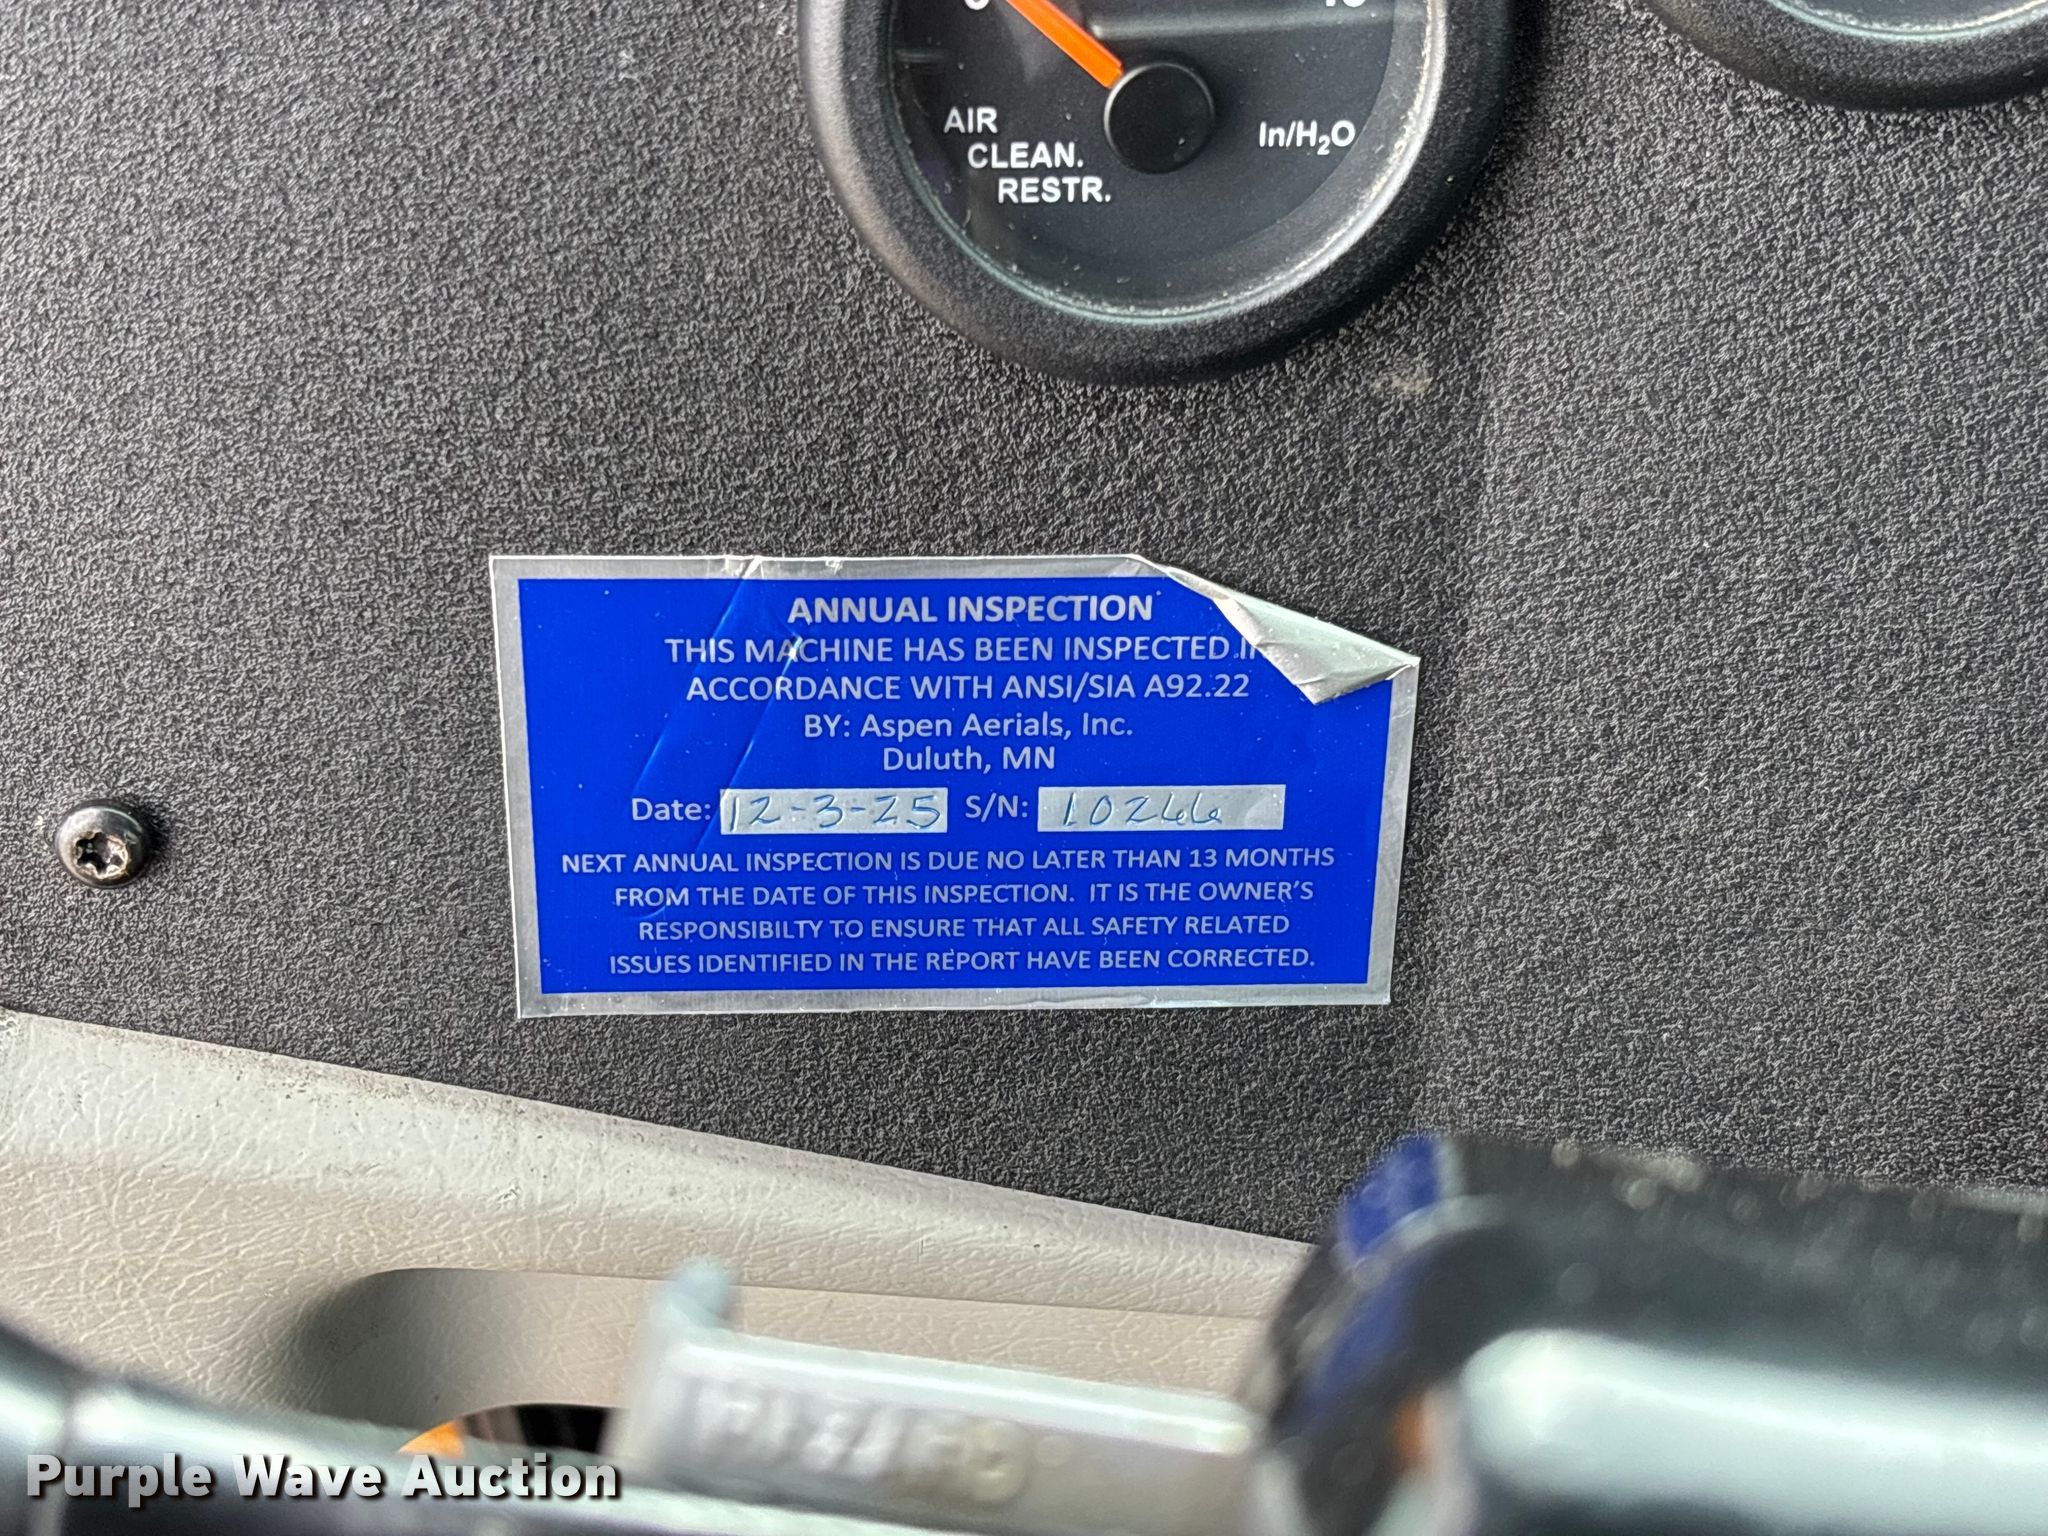 AIR
CLEAN.
RESTR.
In/H₂O
ANNUAL INSPECTION
THIS MACHINE HAS BEEN INSPECTED
ACCORDANCE WITH ANSI/SIA A92.22
BY: Aspen Aerials, Inc.
Duluth, MN
Date: 12-3-25 S/N: 10266
NEXT ANNUAL INSPECTION IS DUE NO LATER THAN 13 MONTHS
FROM THE DATE OF THIS INSPECTION. IT IS THE OWNER'S
RESPONSIBILTY TO ENSURE THAT ALL SAFETY RELATED
ISSUES IDENTIFIED IN THE REPORT HAVE BEEN CORRECTED.
Purple Wave Auction